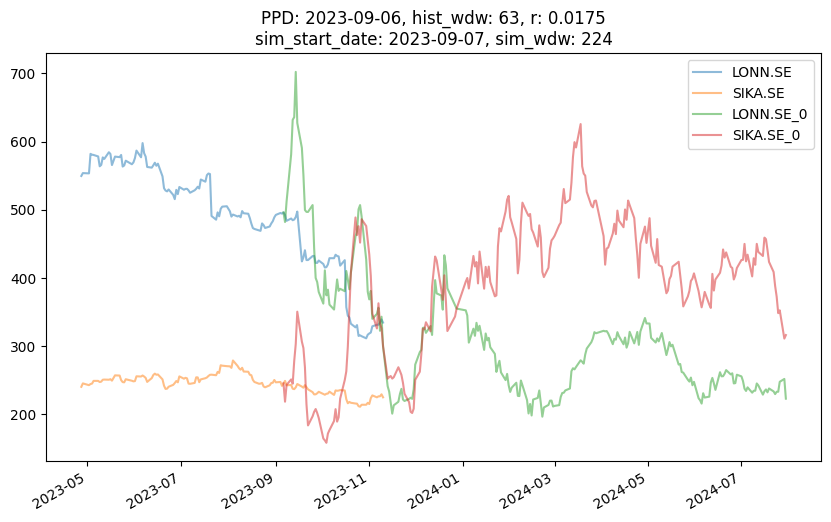 PPD: 2023-09-06, hist_wdw: 63, r: 0.0175
sim_start_date: 2023-09-07, sim_wdw: 224
LONN.SE
SIKA.SE
LONN.SE_0
SIKA.SE_0
700
600
500
400
300
200
2023-05
2023-07
2023-09
2023-11
2024-01
2024-03
2024-05
2024-07